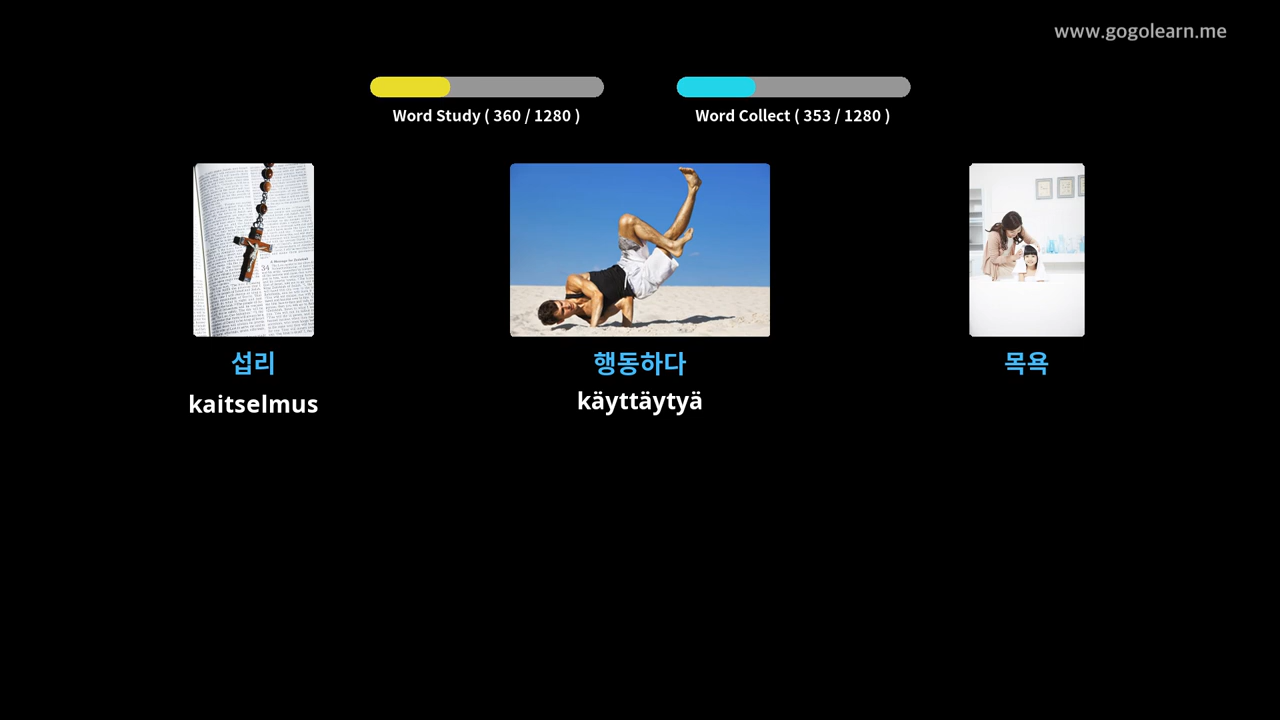 www.gogolearn.me
Word Study ( 360 / 1280 )
Word Collect ( 353 / 1280 )
섭리
행동하다
목욕
kaitselmus
käyttäytyä